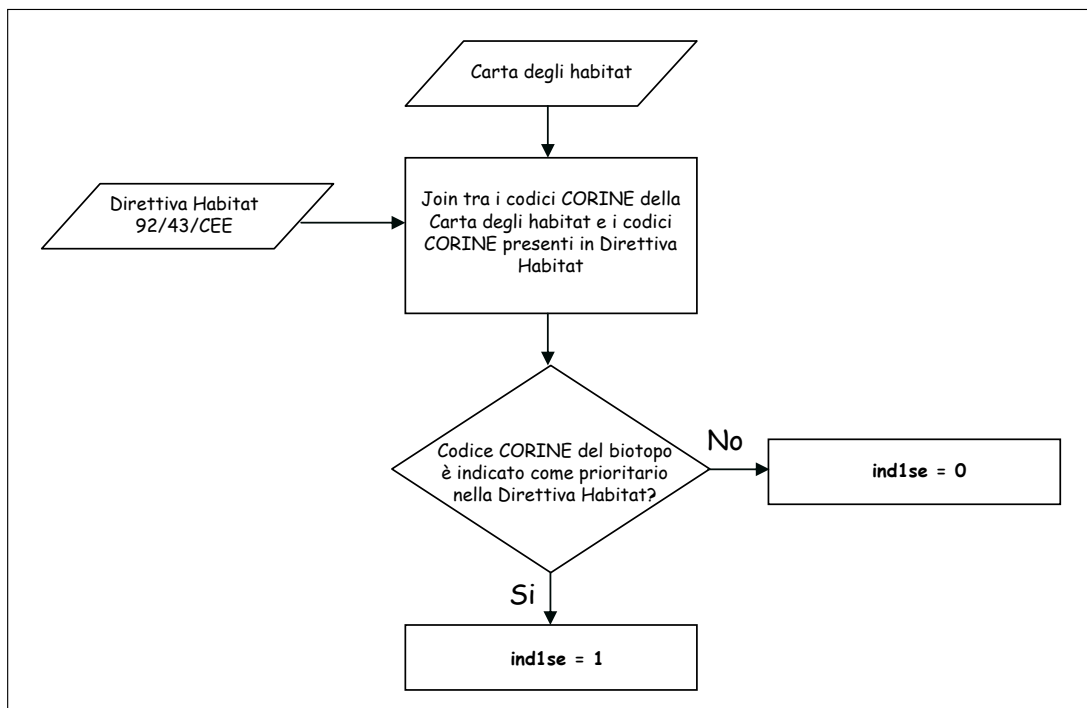 Carta degli habitat
Direttiva Habitat
92/43/CEE
Join tra i codici CORINE della
Carta degli habitat e i codici
CORINE presenti in Direttiva
Habitat
Codice CORINE del biotopo
è indicato come prioritario
nella Direttiva Habitat?
No
ind1se = 0
Si
ind1se = 1